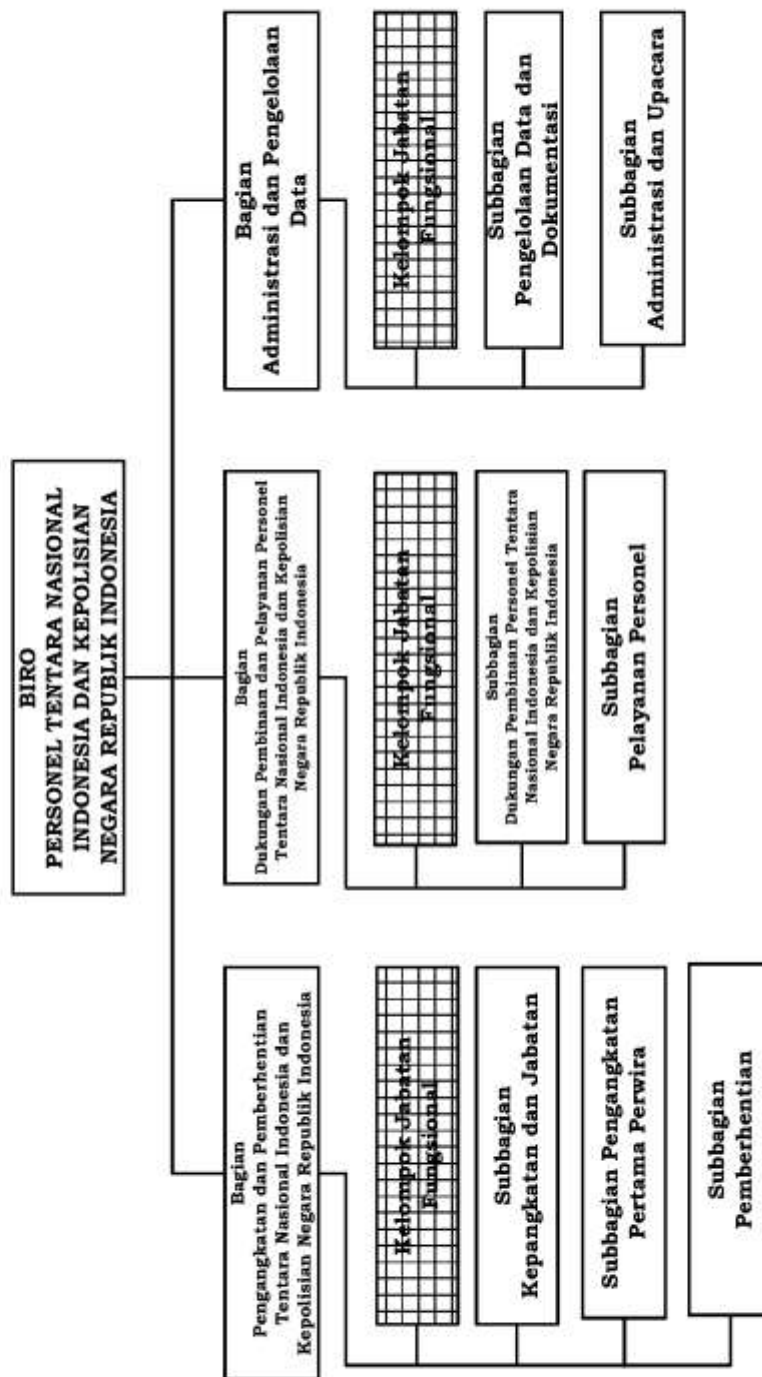 BIRO
PERSONEL TENTARA NASIONAL
INDONESIA DAN KEPOLISIAN
NEGARA REPUBLIK INDONESIA
Bagian
Pengangkatan dan Pemberhentian
Tentara Nasional Indonesia dan
Kepolisian Negara Republik Indonesia
Kelompok Jabatan
Fungsional
Subbagian
Kepangkatan dan Jabatan
Subbagian Pengangkatan
Pertama Perwira
Subbagian
Pemberhentian
Bagian
Dukungan Pembinaan dan Pelayanan Personel
Tentara Nasional Indonesia dan Kepolisian
Negara Republik Indonesia
Kelompok Jabatan
Fungsional
Subbagian
Dukungan Pembinaan Personel Tentara
Nasional Indonesia dan Kepolisian
Negara Republik Indonesia
Subbagian
Pelayanan Personel
Bagian
Administrasi dan Pengelolaan
Data
Kelompok Jabatan
Fungsional
Subbagian
Pengelolaan Data dan
Dokumentasi
Subbagian
Administrasi dan Upacara